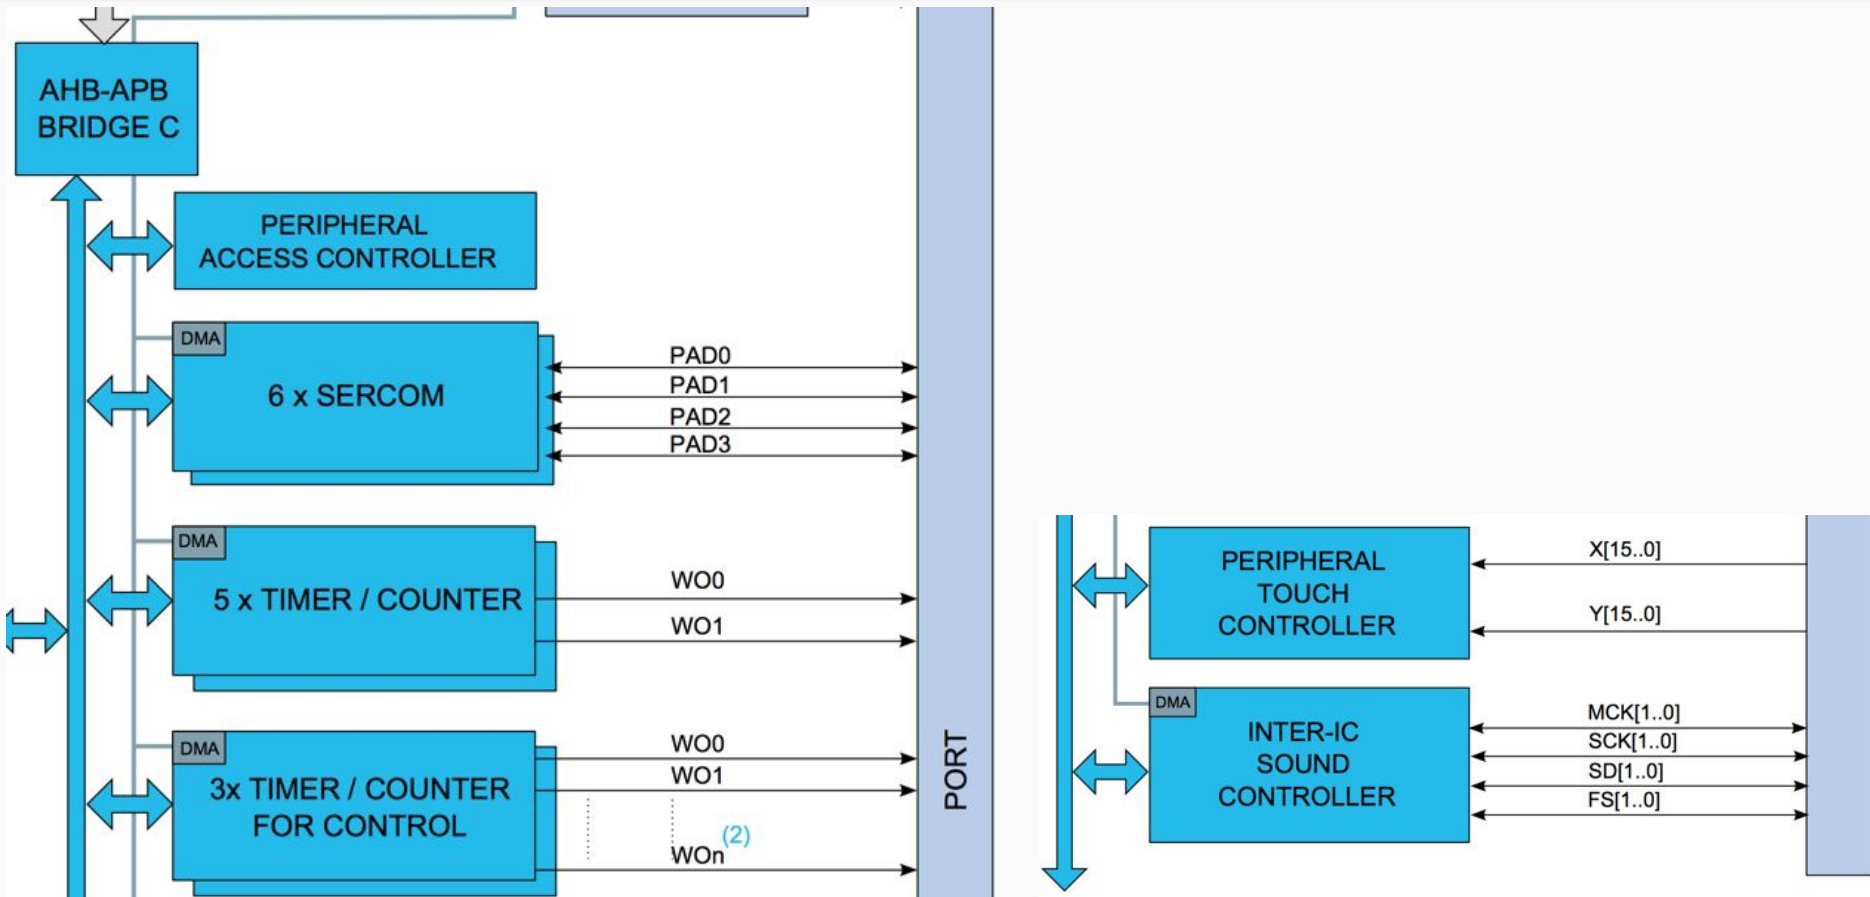 AHB-APB
BRIDGE C
PERIPHERAL
ACCESS CONTROLLER
DMA
6 x SERCOM
PAD0
PAD1
PAD2
PAD3
DMA
5 x TIMER / COUNTER
WO0
WO1
DMA
3x TIMER / COUNTER
FOR CONTROL
WO0
WO1
(2)
WOn
PORT
PERIPHERAL
TOUCH
CONTROLLER
X[15..0]
Y[15..0]
DMA
INTER-IC
SOUND
CONTROLLER
MCK[1..0]
SCK[1..0]
SD[1..0]
FS[1..0]